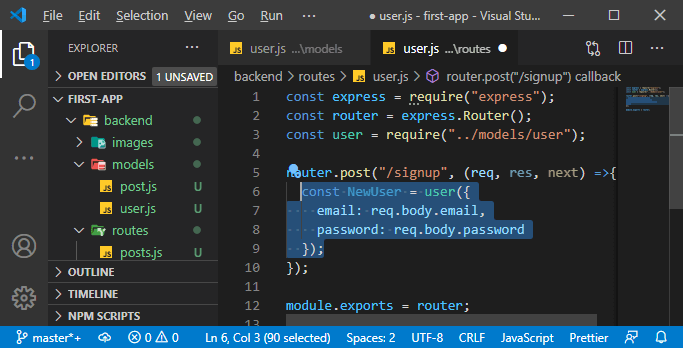 File Edit ··· ● user.js - first-app - Visual Stu...
EXPLORER
OPEN EDITORS 1 UNSAVED
FIRST-APP
backend
images
models
JS post.js U
JS user.js U
routes
JS posts.js U
OUTLINE
TIMELINE
NPM SCRIPTS
1
JS user.js ...\models
JS user.js ...\routes ●
backend > routes > JS user.js > router.post("/signup") callback
1 const express = require("express");
2 const router = express.Router();
3 const user = require("../models/user");
4
5 router.post("/signup", (req, res, next) =>{
6 const NewUser = user({
7 email: req.body.email,
8 password: req.body.password
9 });
10 });
11
12 module.exports = router;
13
master*+ 0 0 Ln 6, Col 3 (90 selected) Spaces: 2 UTF-8 CRLF JavaScript Prettier